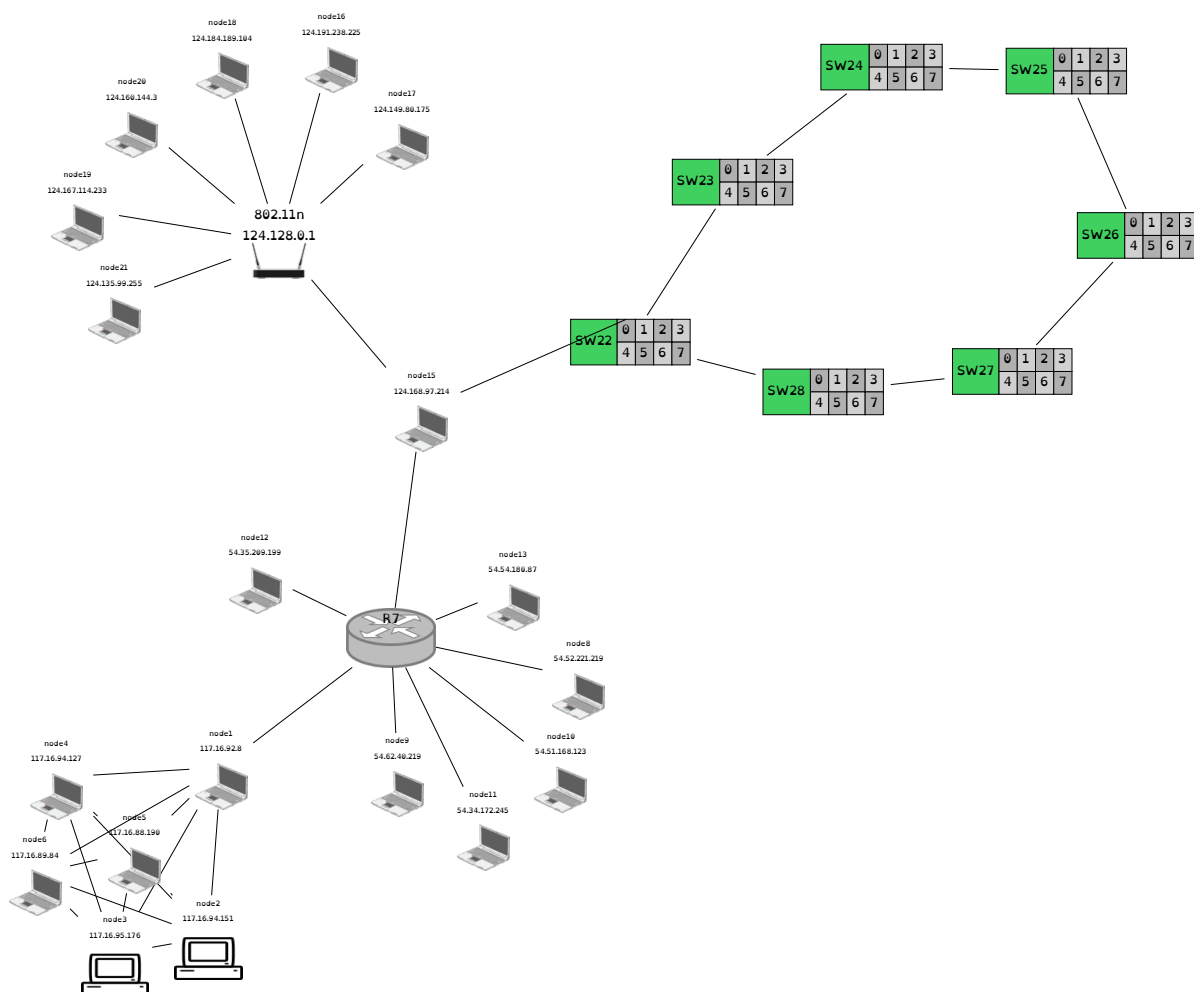 node18
124.184.189.104
node16
124.191.238.225
node20
124.160.144.3
node17
124.149.80.175
node19
124.167.114.233
802.11n
124.128.0.1
node21
124.135.99.255
SW24
0 1 2 3
4 5 6 7
SW25
0 1 2 3
4 5 6 7
SW23
0 1 2 3
4 5 6 7
SW26
0 1 2 3
4 5 6 7
SW22
0 1 2 3
4 5 6 7
SW27
0 1 2 3
4 5 6 7
SW28
0 1 2 3
4 5 6 7
node15
124.168.97.214
node12
54.35.209.199
node13
54.54.180.87
R7
node8
54.52.221.219
node1
117.16.92.8
node9
54.62.40.219
node10
54.51.168.123
node4
117.16.94.127
node11
54.34.172.245
node5
117.16.88.190
node6
117.16.89.84
node2
117.16.94.151
node3
117.16.95.176